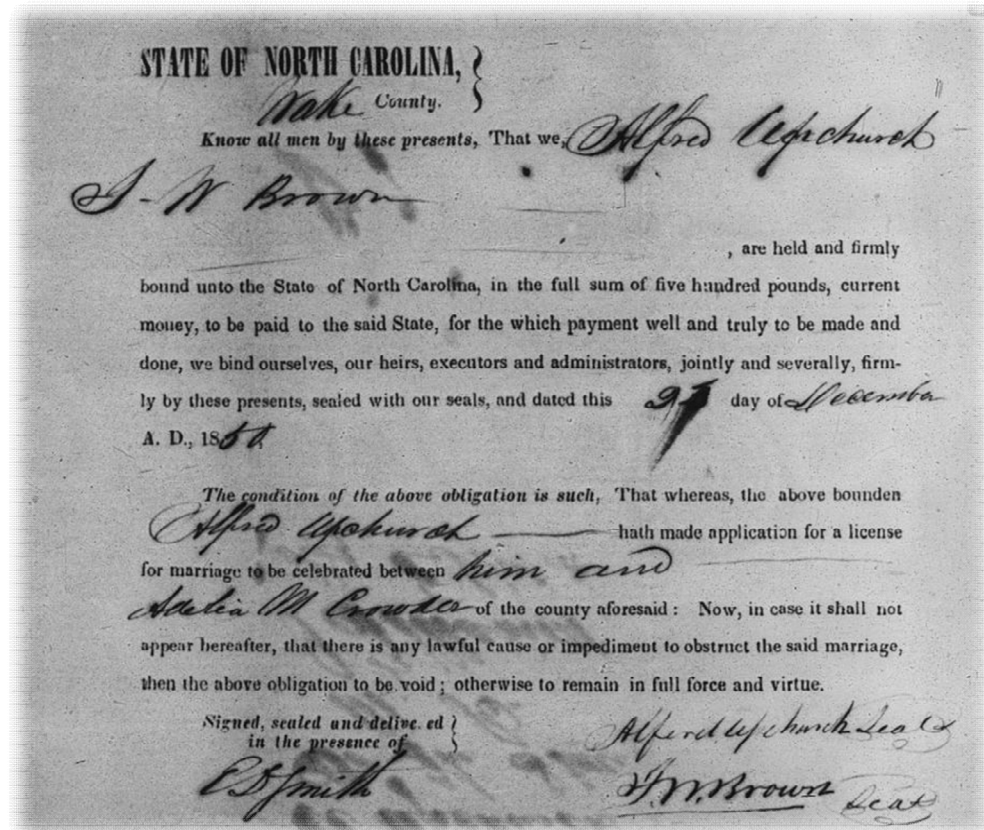 STATE OF NORTH CAROLINA,
Wake County.
Know all men by these presents, That we, Alfred Upchurch
W Brown
, are held and firmly
bound unto the State of North Carolina, in the full sum of five hundred pounds, current
money, to be paid to the said State, for the which payment well and truly to be made and
done, we bind ourselves, our heirs, executors and administrators, jointly and severally, firm-
ly by these presents, sealed with our seals, and dated this day of December
A. D., 18
The condition of the above obligation is such, That whereas, the above bounden
Alfred Upchurch hath made application for a license
for marriage to be celebrated between him and
Adelia M Crowder of the county aforesaid : Now, in case it shall not
appear hereafter, that there is any lawful cause or impediment to obstruct the said marriage,
then the above obligation to be void ; otherwise to remain in full force and virtue.
Signed, sealed and delive. ed
in the presence of
Alfred Upchurch Seal
E D Smith
W. Brown Seal